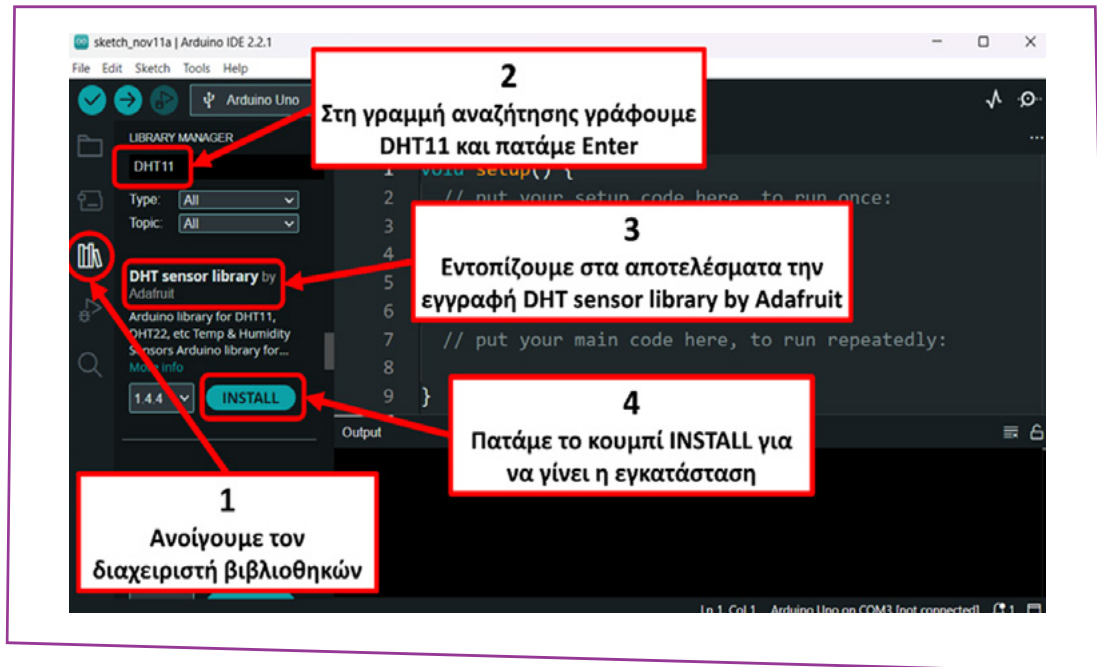 sketch_nov11a | Arduino IDE 2.2.1
File Edit Sketch Tools Help
Arduino Uno
2
Στη γραμμή αναζήτησης γράφουμε
DHT11 και πατάμε Enter
LIBRARY MANAGER
DHT11
Type: All
Topic: All
DHT sensor library by
Adafruit
Arduino library for DHT11,
DHT22, etc Temp & Humidity
Sensors Arduino library for...
More info
1.4.4
INSTALL
1 void setup() {
2 // put your setup code here, to run once:
3
4
5
6
7 // put your main code here, to run repeatedly:
8
9 }
3
Εντοπίζουμε στα αποτελέσματα την
εγγραφή DHT sensor library by Adafruit
4
Πατάμε το κουμπί INSTALL για
να γίνει η εγκατάσταση
Output
1
Ανοίγουμε τον
διαχειριστή βιβλιοθηκών
Ln 1, Col 1 Arduino Uno on COM3 [not connected] 1